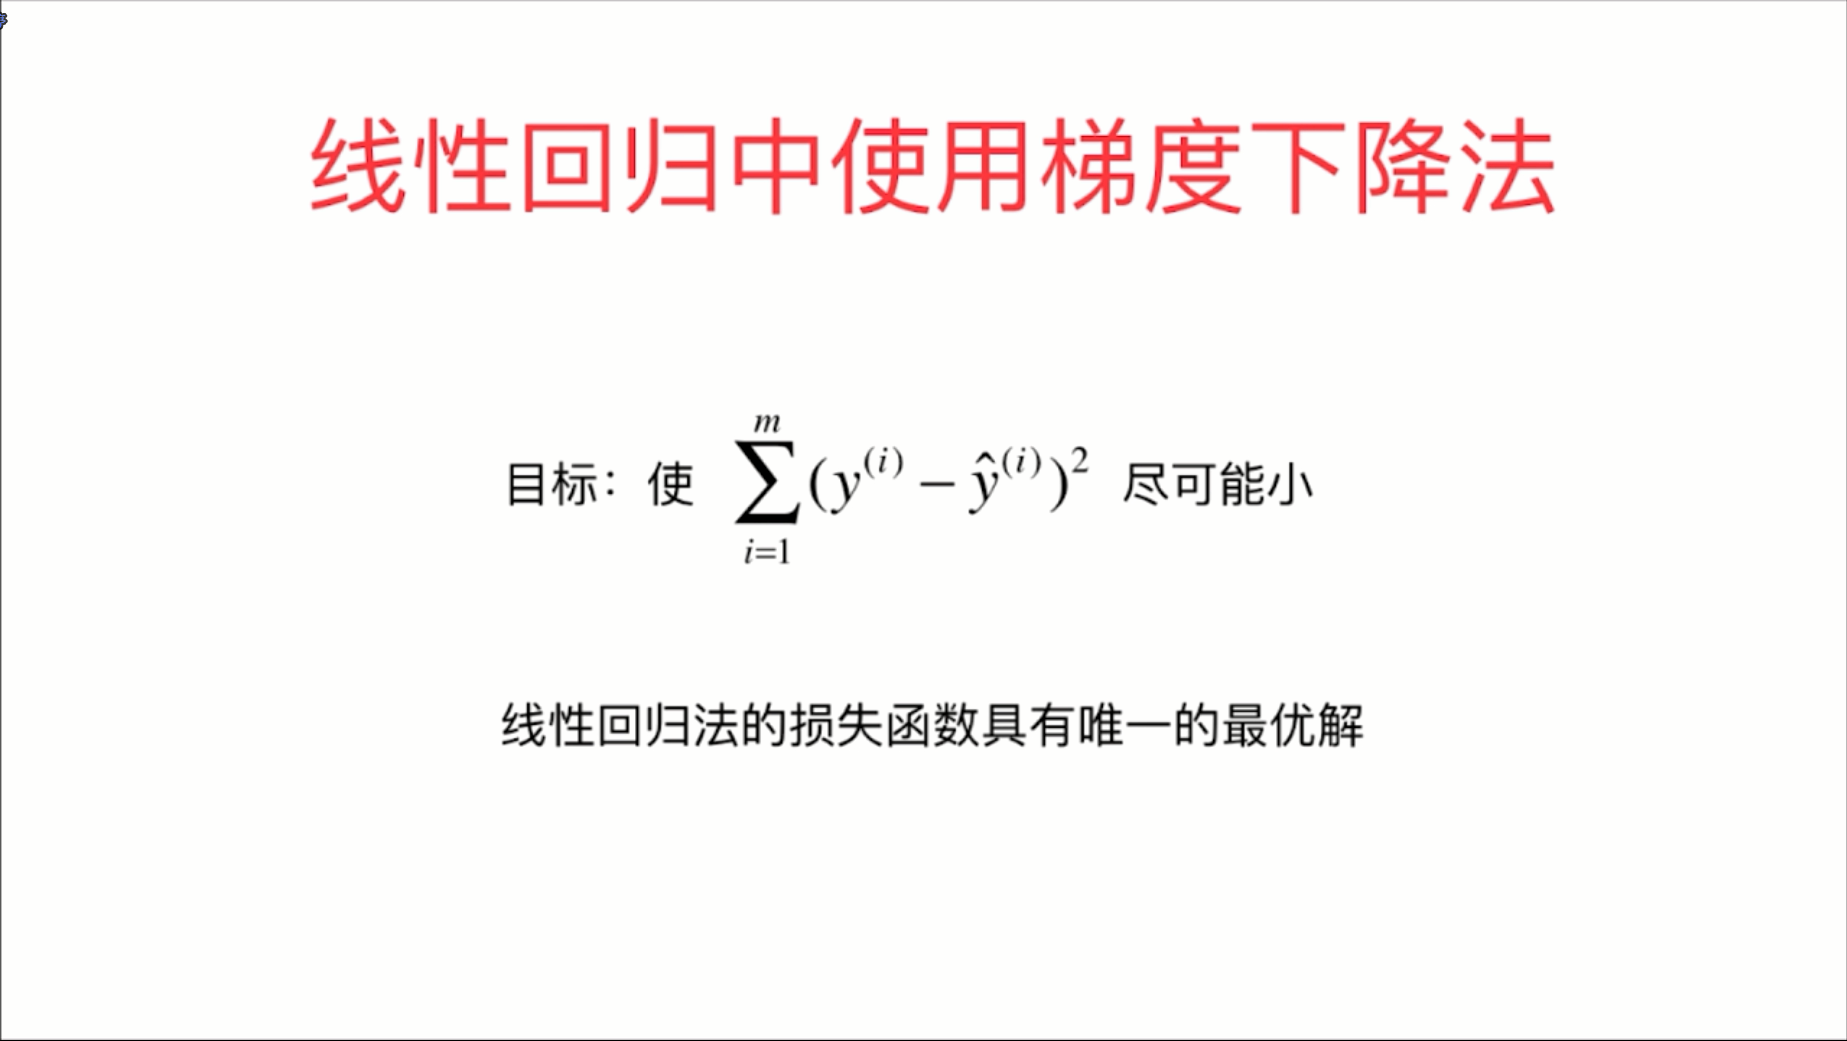 线性回归中使用梯度下降法
目标：使 $\sum_{i=1}^{m}(y^{(i)} - \hat{y}^{(i)})^2$ 尽可能小
线性回归法的损失函数具有唯一的最优解